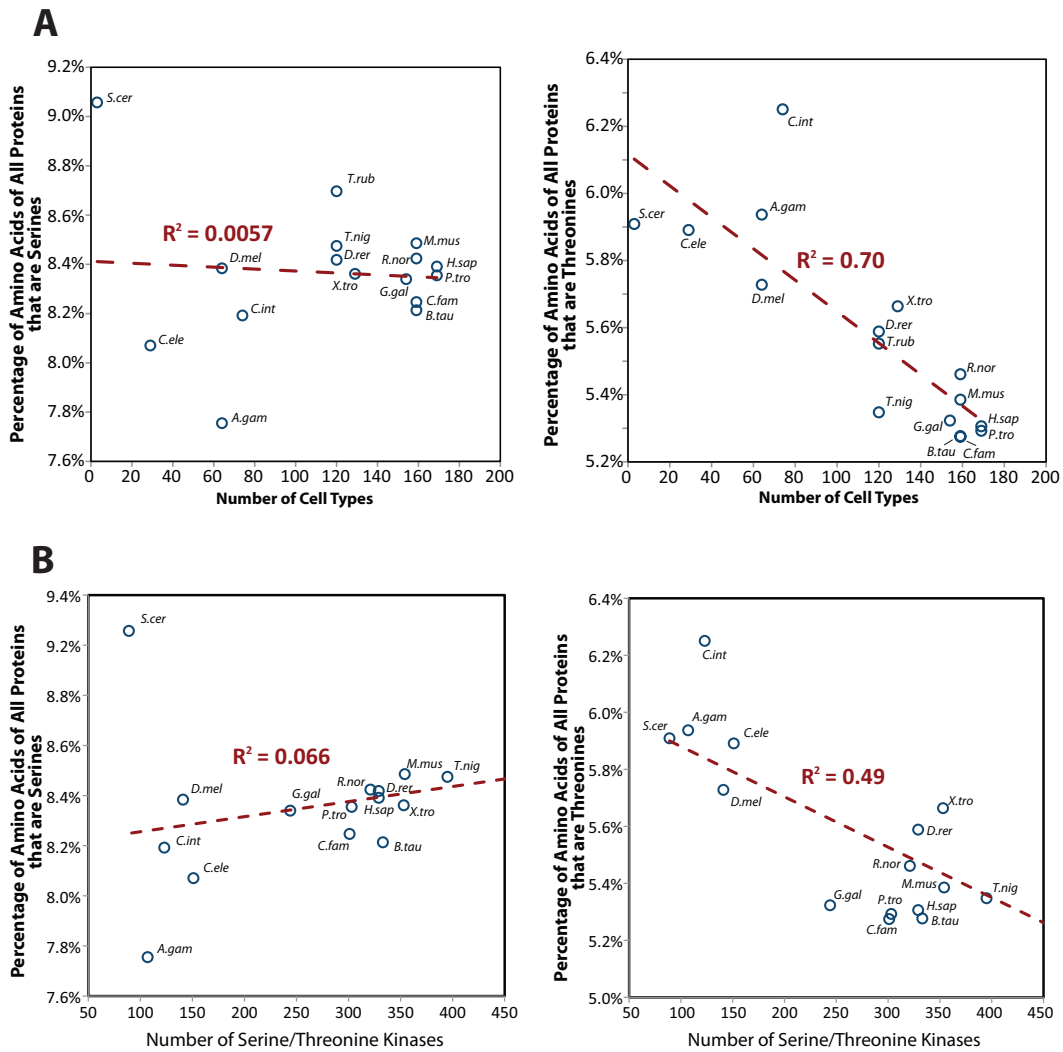 A
Percentage of Amino Acids of All Proteins
that are Serines
9.2%
9.0%
8.8%
8.6%
8.4%
8.2%
8.0%
7.8%
7.6%
S.cer
T.rub
R² = 0.0057
T.nig
M.mus
D.mel
D.rer
R.nor
H.sap
X.tro
P.tro
G.gal
C.fam
C.int
B.tau
C.ele
A.gam
0 20 40 60 80 100 120 140 160 180 200
Number of Cell Types
Percentage of Amino Acids of All Proteins
that are Threonines
6.4%
6.2%
6.0%
5.8%
5.6%
5.4%
5.2%
C.int
S.cer
A.gam
C.ele
R² = 0.70
D.mel
X.tro
D.rer
T.rub
R.nor
M.mus
T.nig
H.sap
G.gal
P.tro
B.tau
C.fam
0 20 40 60 80 100 120 140 160 180 200
Number of Cell Types
B
Percentage of Amino Acids of All Proteins
that are Serines
9.4%
9.2%
8.8%
8.6%
8.4%
8.2%
8.0%
7.8%
7.6%
S.cer
R² = 0.066
M.mus
T.nig
R.nor
D.mel
D.rer
G.gal
P.tro
H.sap
X.tro
C.int
C.fam
B.tau
C.ele
A.gam
50 100 150 200 250 300 350 400 450
Number of Serine/Threonine Kinases
Percentage of Amino Acids of All Proteins
that are Threonines
6.4%
6.2%
6.0%
5.8%
5.6%
5.4%
5.2%
5.0%
C.int
S.cer
A.gam
C.ele
R² = 0.49
D.mel
X.tro
D.rer
R.nor
M.mus
T.nig
G.gal
P.tro
H.sap
C.fam
B.tau
50 100 150 200 250 300 350 400 450
Number of Serine/Threonine Kinases